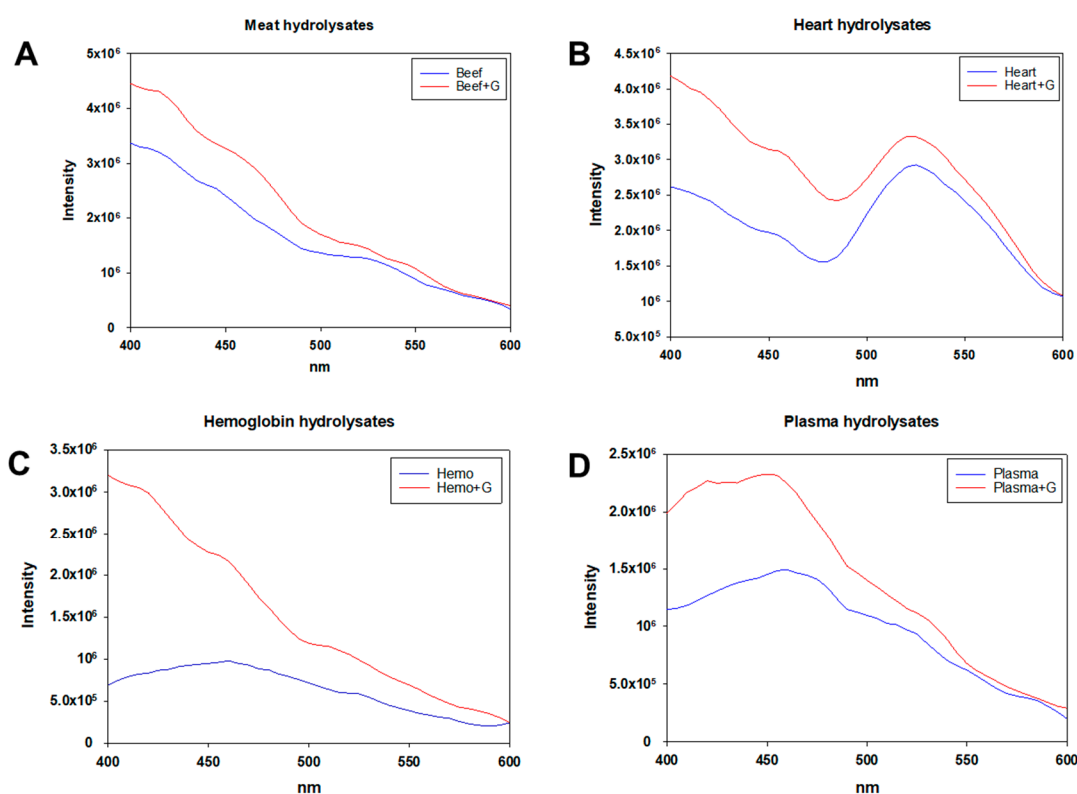 A
Meat hydrolysates
5x10⁶
4x10⁶
3x10⁶
2x10⁶
10⁶
0
Intensity
Beef
Beef+G
400 450 500 550 600
nm
B
Heart hydrolysates
4.5x10⁶
4.0x10⁶
3.5x10⁶
3.0x10⁶
2.5x10⁶
2.0x10⁶
1.5x10⁶
10⁶
5.0x10⁵
Intensity
Heart
Heart+G
400 450 500 550 600
nm
C
Hemoglobin hydrolysates
3.5x10⁶
3.0x10⁶
2.5x10⁶
2.0x10⁶
1.5x10⁶
10⁶
5.0x10⁵
0
Intensity
Hemo
Hemo+G
400 450 500 550 600
nm
D
Plasma hydrolysates
2.5x10⁶
2.0x10⁶
1.5x10⁶
10⁶
5.0x10⁵
0
Intensity
Plasma
Plasma+G
400 450 500 550 600
nm